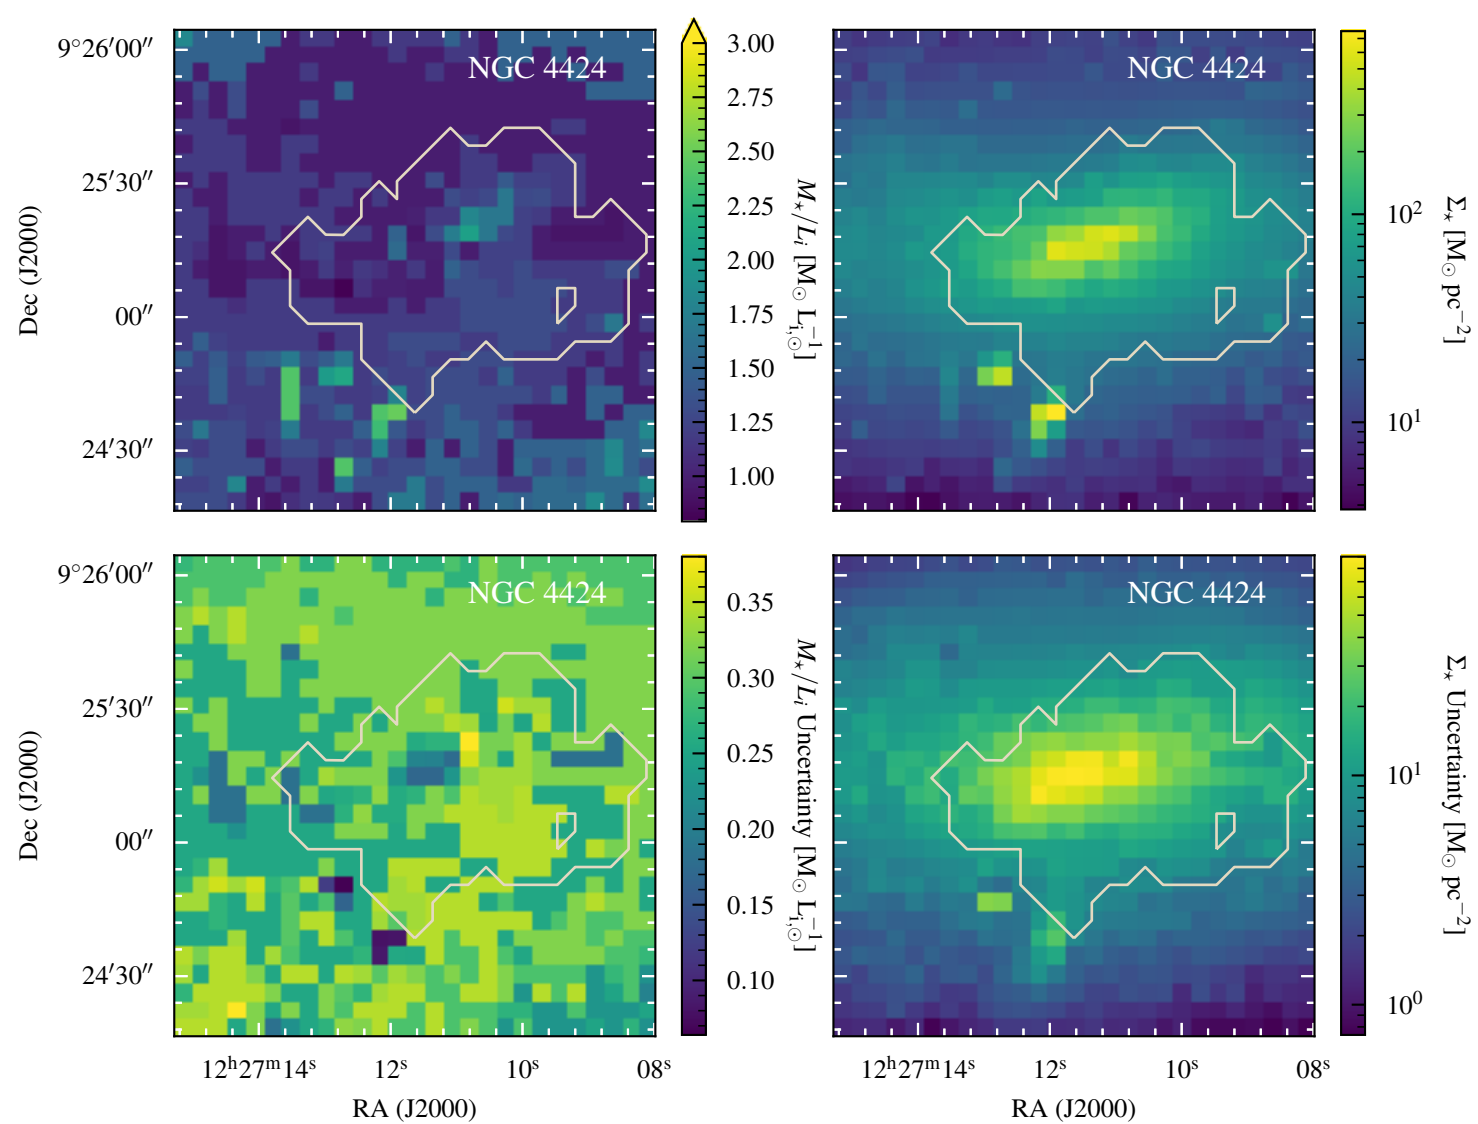 9°26′00″
25′30″
00″
24′30″
Dec (J2000)
NGC 4424
3.00
2.75
2.50
2.25
2.00
1.75
1.50
1.25
1.00
M⋆/Lᵢ [M⊙ L⁻¹ᵢ,⊙]
NGC 4424
10²
10¹
Σ⋆ [M⊙ pc⁻²]
9°26′00″
25′30″
00″
24′30″
Dec (J2000)
NGC 4424
0.35
0.30
0.25
0.20
0.15
0.10
M⋆/Lᵢ Uncertainty [M⊙ L⁻¹ᵢ,⊙]
NGC 4424
10¹
10⁰
Σ⋆ Uncertainty [M⊙ pc⁻²]
12ʰ27ᵐ14ˢ 12ˢ 10ˢ 08ˢ
RA (J2000)
12ʰ27ᵐ14ˢ 12ˢ 10ˢ 08ˢ
RA (J2000)